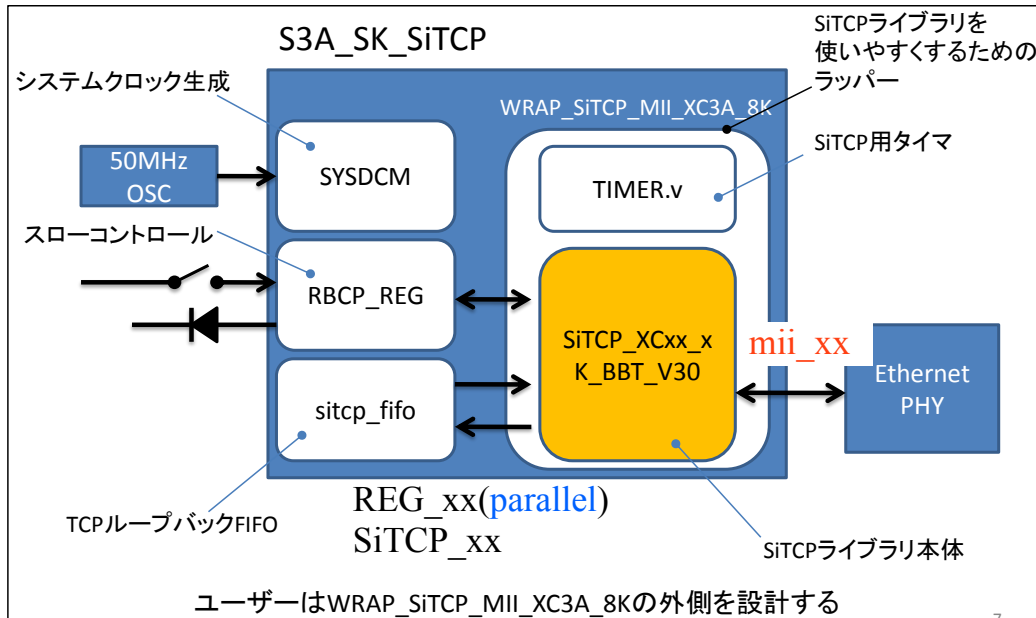 S3A_SK_SiTCP
SiTCPライブラリを
使いやすくするための
ラッパー
システムクロック生成
WRAP_SiTCP_MII_XC3A_8K
SiTCP用タイマ
50MHz
OSC
SYSDCM
TIMER.v
スローコントロール
RBCP_REG
SiTCP_XCxx_x
K_BBT_V30
mii_xx
Ethernet
PHY
sitcp_fifo
REG_xx(parallel)
SiTCP_xx
TCPループバックFIFO
SiTCPライブラリ本体
ユーザーはWRAP_SiTCP_MII_XC3A_8Kの外側を設計する
7